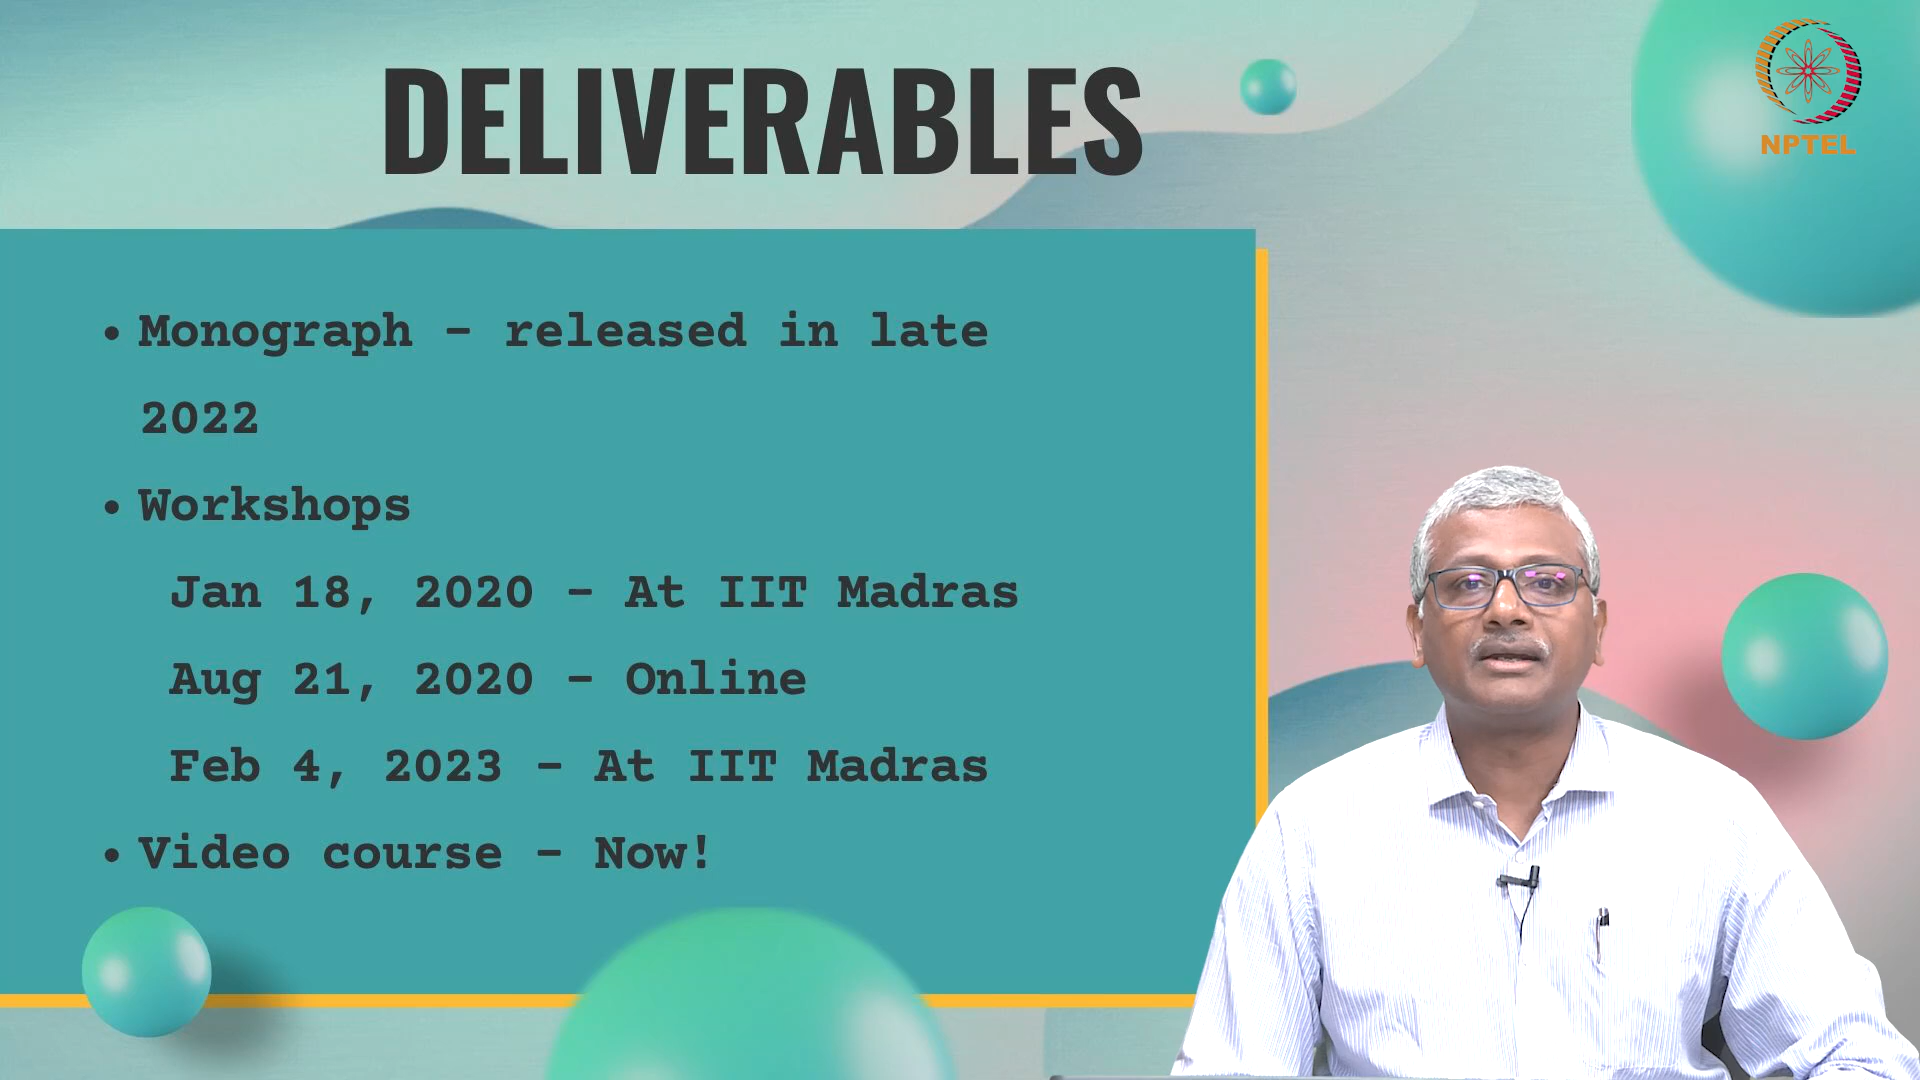 DELIVERABLES
NPTEL
• Monograph – released in late
2022
• Workshops
Jan 18, 2020 – At IIT Madras
Aug 21, 2020 – Online
Feb 4, 2023 – At IIT Madras
• Video course – Now!